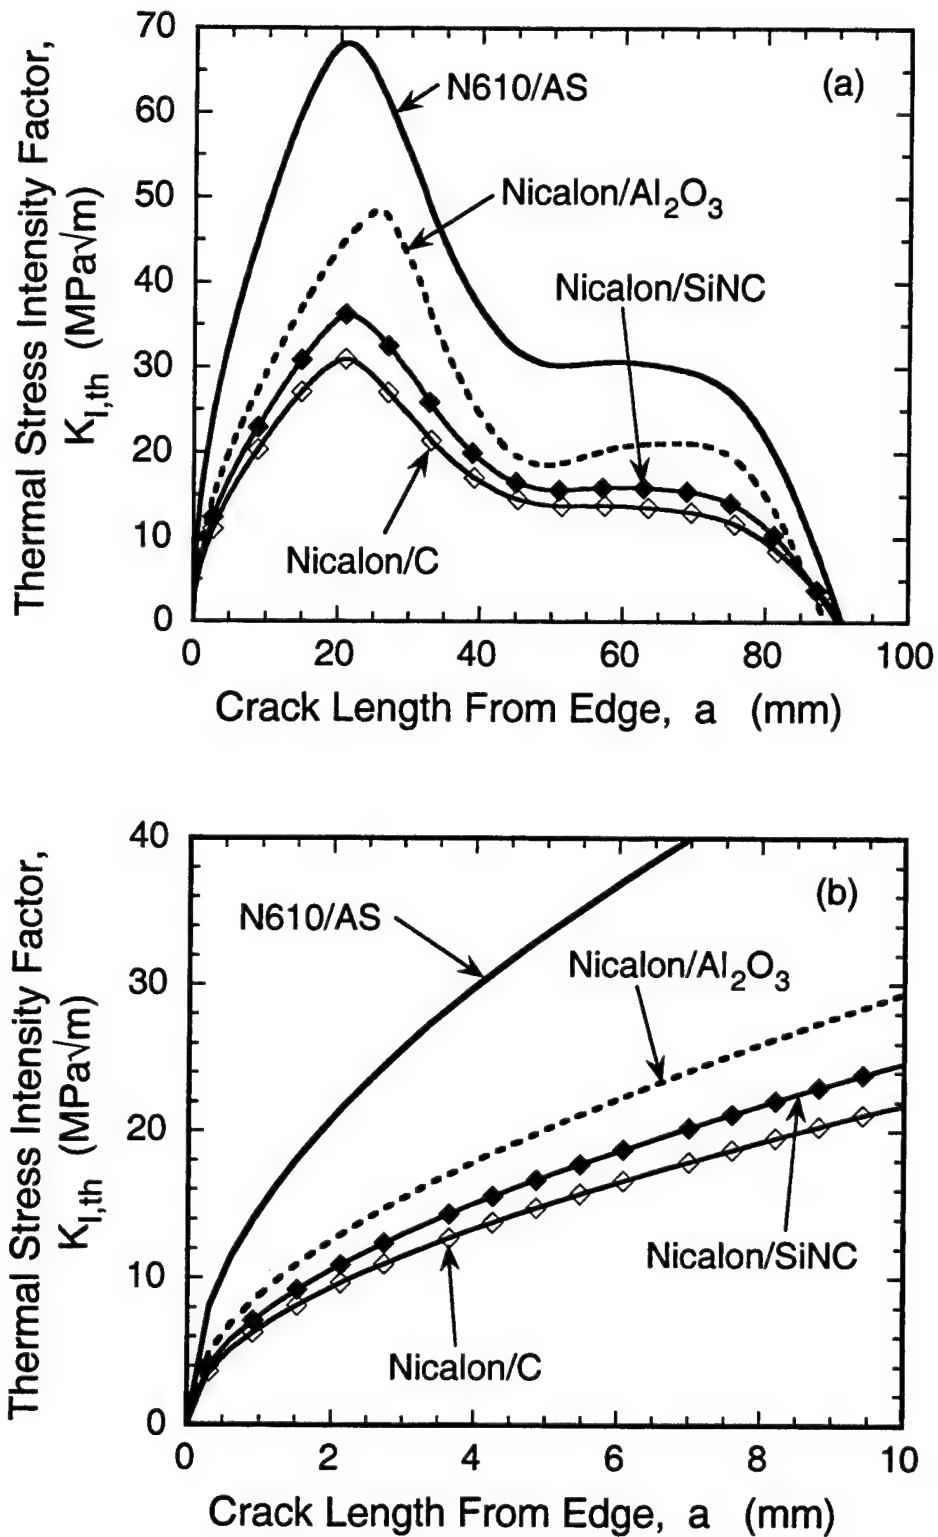 Thermal Stress Intensity Factor,
K_I,th (MPa√m)
70
60
50
40
30
20
10
0
(a)
N610/AS
Nicalon/Al₂O₃
Nicalon/SiNC
Nicalon/C
0 20 40 60 80 100
Crack Length From Edge, a (mm)
Thermal Stress Intensity Factor,
K_I,th (MPa√m)
40
30
20
10
0
(b)
N610/AS
Nicalon/Al₂O₃
Nicalon/SiNC
Nicalon/C
0 2 4 6 8 10
Crack Length From Edge, a (mm)